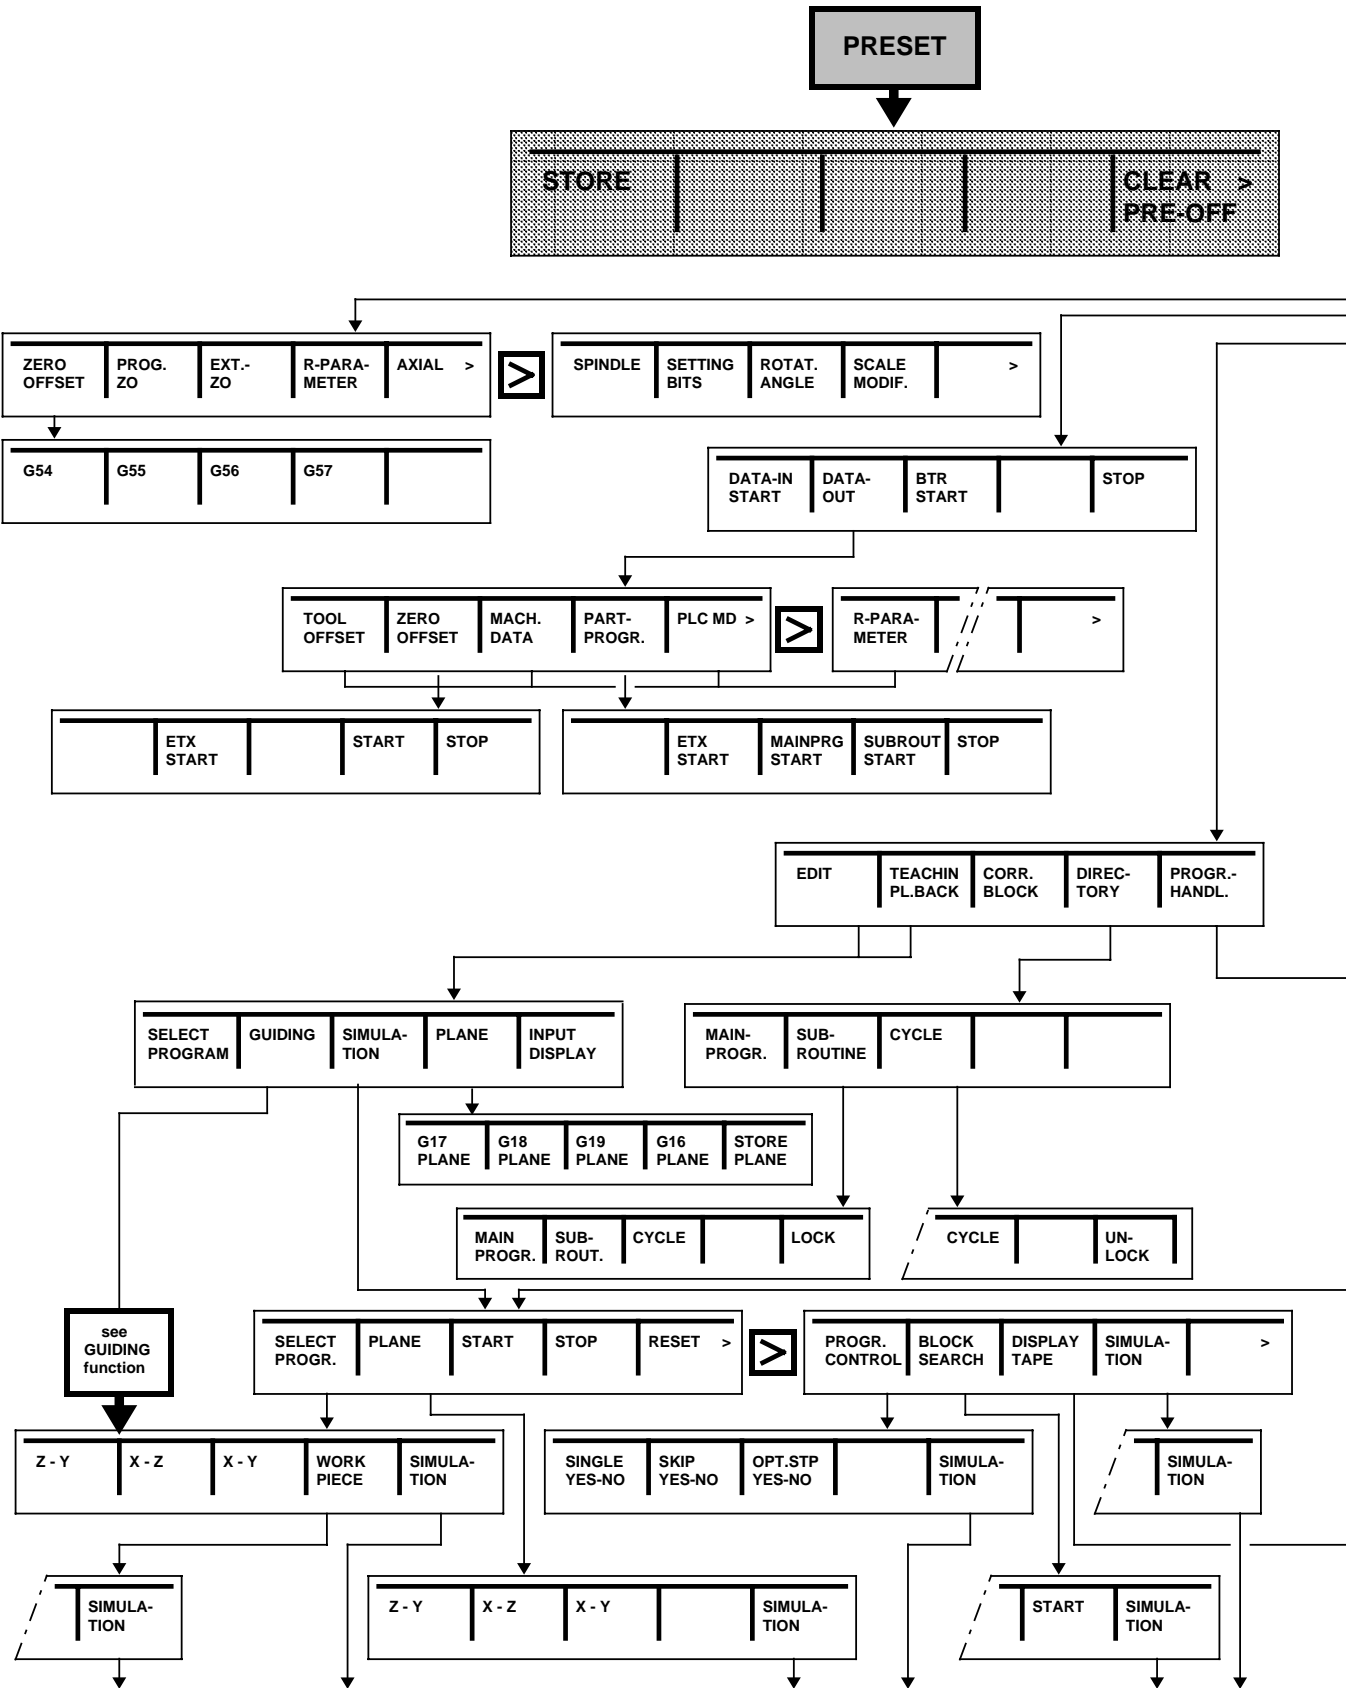 PRESET
STORE
CLEAR >
PRE-OFF
ZERO
OFFSET
PROG.
ZO
EXT.-
ZO
R-PARA-
METER
AXIAL >
>
SPINDLE
SETTING
BITS
ROTAT.
ANGLE
SCALE
MODIF.
>
G54
G55
G56
G57
DATA-IN
START
DATA-
OUT
BTR
START
STOP
TOOL
OFFSET
ZERO
OFFSET
MACH.
DATA
PART-
PROGR.
PLC MD >
>
R-PARA-
METER
>
ETX
START
START
STOP
ETX
START
MAINPRG
START
SUBROUT
START
STOP
EDIT
TEACHIN
PL.BACK
CORR.
BLOCK
DIREC-
TORY
PROGR.-
HANDL.
SELECT
PROGRAM
GUIDING
SIMULA-
TION
PLANE
INPUT
DISPLAY
MAIN-
PROGR.
SUB-
ROUTINE
CYCLE
G17
PLANE
G18
PLANE
G19
PLANE
G16
PLANE
STORE
PLANE
MAIN
PROGR.
SUB-
ROUT.
CYCLE
LOCK
CYCLE
UN-
LOCK
see
GUIDING
function
SELECT
PROGR.
PLANE
START
STOP
RESET >
>
PROGR.
CONTROL
BLOCK
SEARCH
DISPLAY
TAPE
SIMULA-
TION
>
Z - Y
X - Z
X - Y
WORK
PIECE
SIMULA-
TION
SINGLE
YES-NO
SKIP
YES-NO
OPT.STP
YES-NO
SIMULA-
TION
SIMULA-
TION
SIMULA-
TION
Z - Y
X - Z
X - Y
SIMULA-
TION
START
SIMULA-
TION